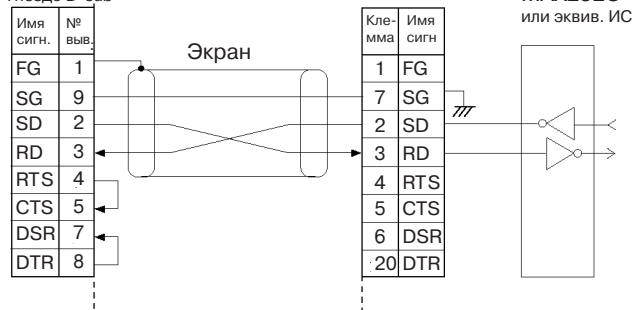 или эквив. ИС
Имя сигн. № выв.
FG 1
SG 9
SD 2
RD 3
RTS 4
CTS 5
DSR 7
DTR 8
Экран
Кле-мма Имя сигн
1 FG
7 SG
2 SD
3 RD
4 RTS
5 CTS
6 DSR
20 DTR